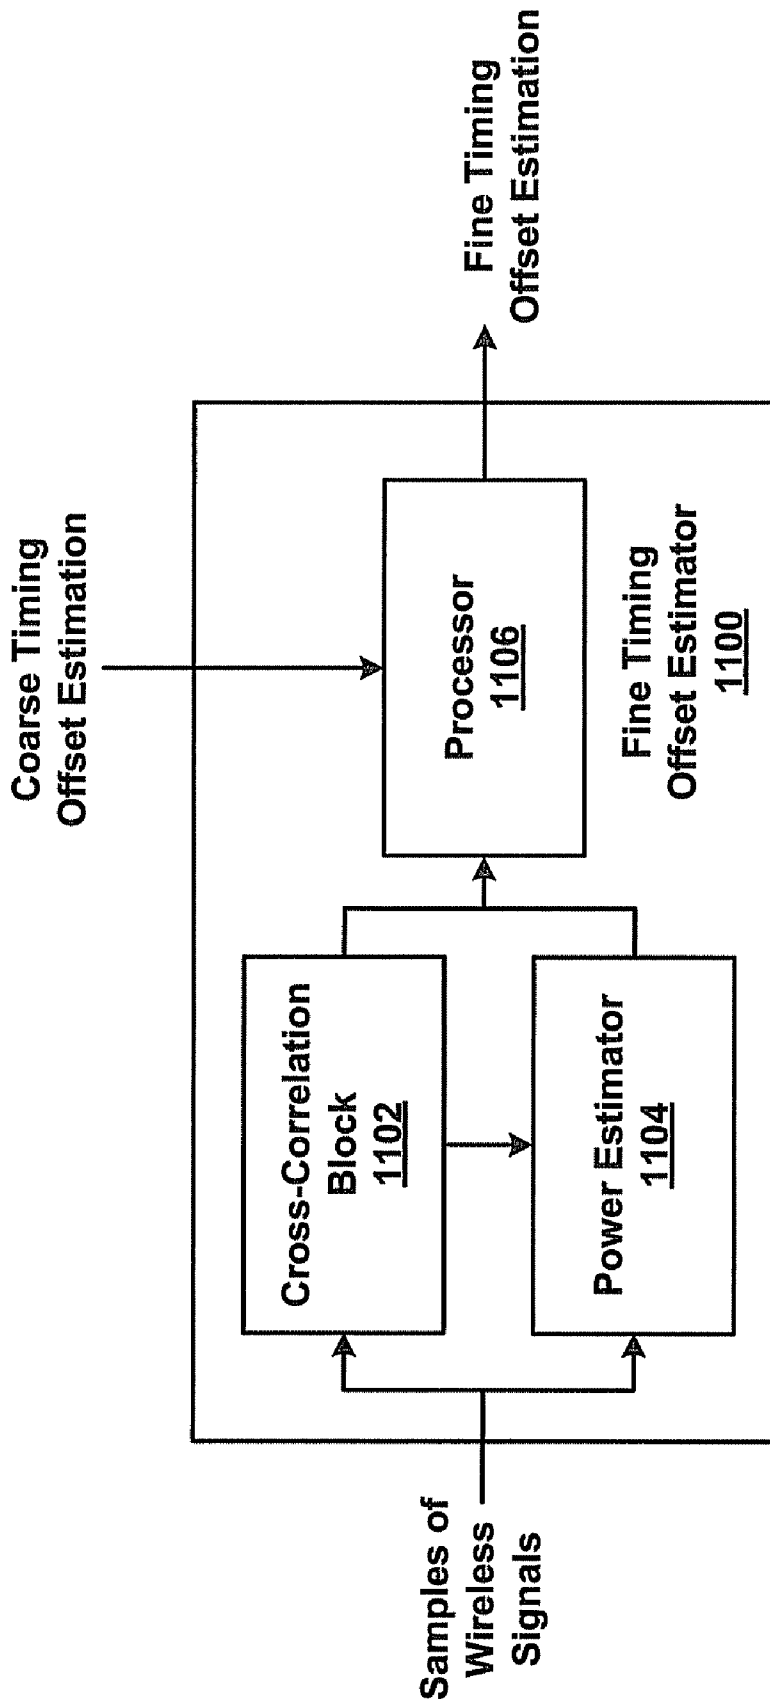 Coarse Timing
Offset Estimation
Samples of
Wireless
Signals
Cross-Correlation
Block
1102
Power Estimator
1104
Processor
1106
Fine Timing
Offset Estimator
1100
Fine Timing
Offset Estimation